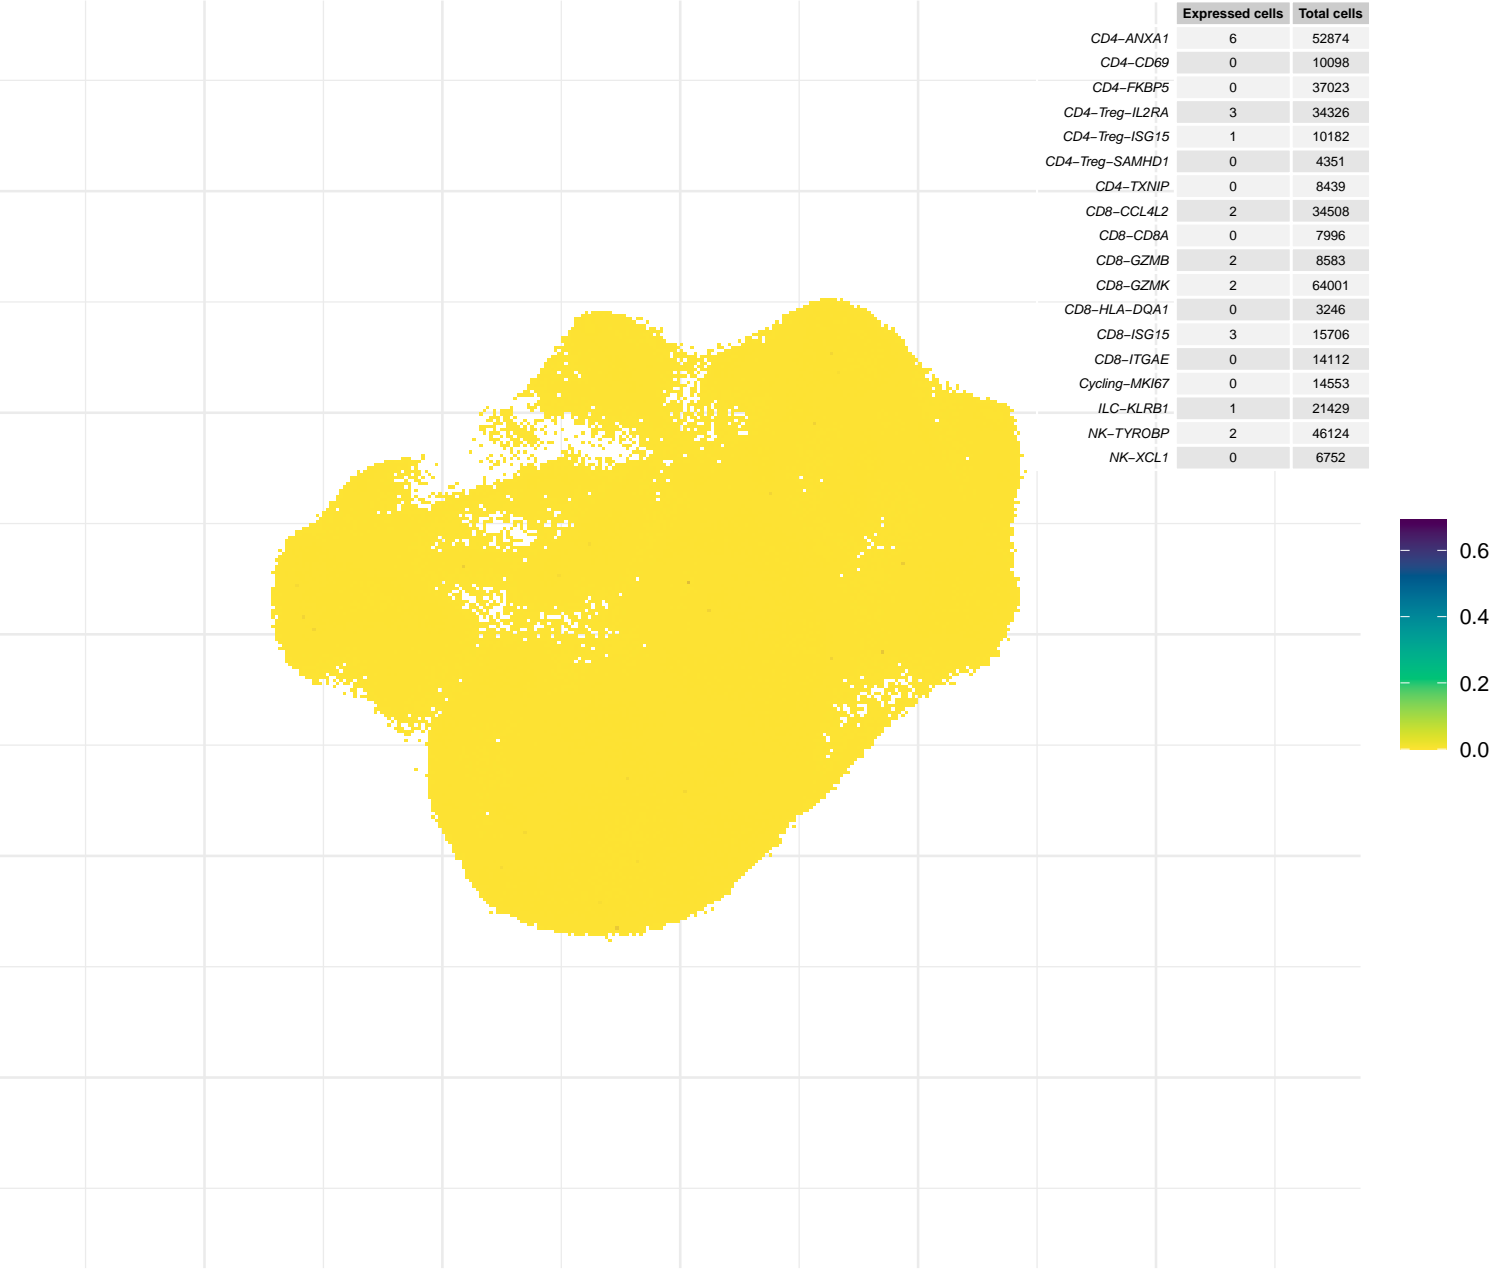 Expressed cells Total cells
CD4−ANXA1 6 52874
CD4−CD69 0 10098
CD4−FKBP5 0 37023
CD4−Treg−IL2RA 3 34326
CD4−Treg−ISG15 1 10182
CD4−Treg−SAMHD1 0 4351
CD4−TXNIP 0 8439
CD8−CCL4L2 2 34508
CD8−CD8A 0 7996
CD8−GZMB 2 8583
CD8−GZMK 2 64001
CD8−HLA−DQA1 0 3246
CD8−ISG15 3 15706
CD8−ITGAE 0 14112
Cycling−MKI67 0 14553
ILC−KLRB1 1 21429
NK−TYROBP 2 46124
NK−XCL1 0 6752
0.6
0.4
0.2
0.0